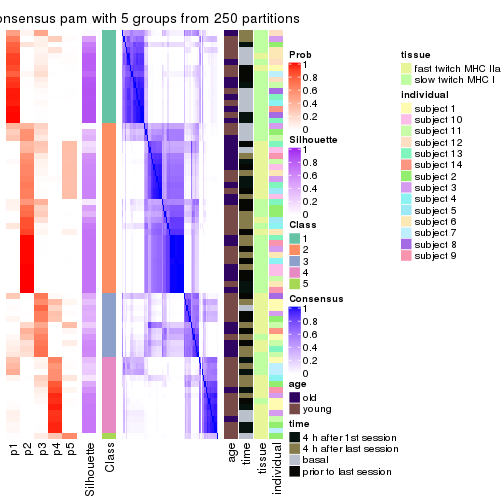 onsensus pam with 5 groups from 250 partitions
Prob
1
0.8
0.6
0.4
0.2
0
Silhouette
1
0.8
0.6
0.4
0.2
0
Class
1
2
3
4
5
Consensus
1
0.8
0.6
0.4
0.2
0
age
old
young
time
4 h after 1st session
4 h after last session
basal
prior to last session
tissue
fast twitch MHC IIa
slow twitch MHC I
individual
subject 1
subject 10
subject 11
subject 12
subject 13
subject 14
subject 2
subject 3
subject 4
subject 5
subject 6
subject 7
subject 8
subject 9
p1
p2
p3
p4
p5
Silhouette
Class
age
time
tissue
individual